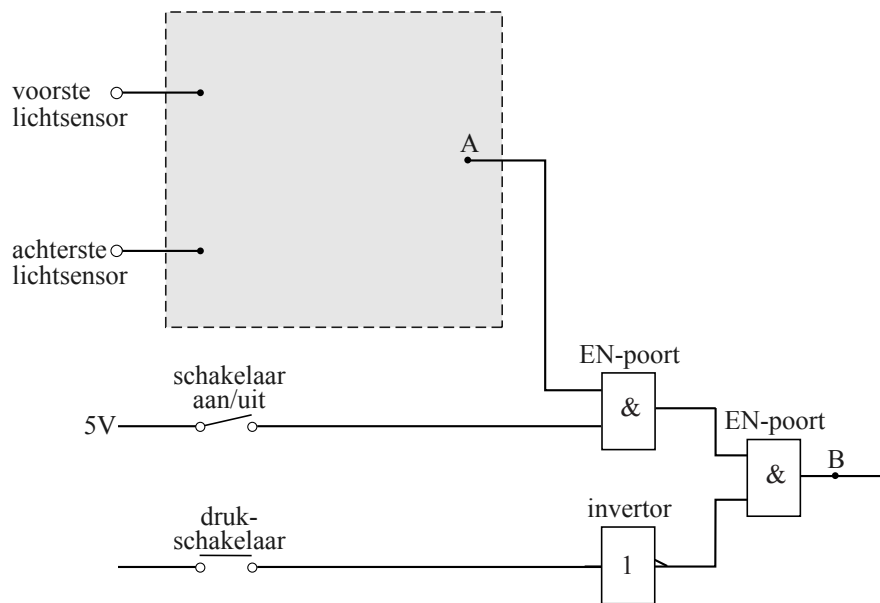 voorste
lichtsensor
A
achterste
lichtsensor
EN-poort
schakelaar
aan/uit
&
5V
EN-poort
&
B
druk-
schakelaar
invertor
1